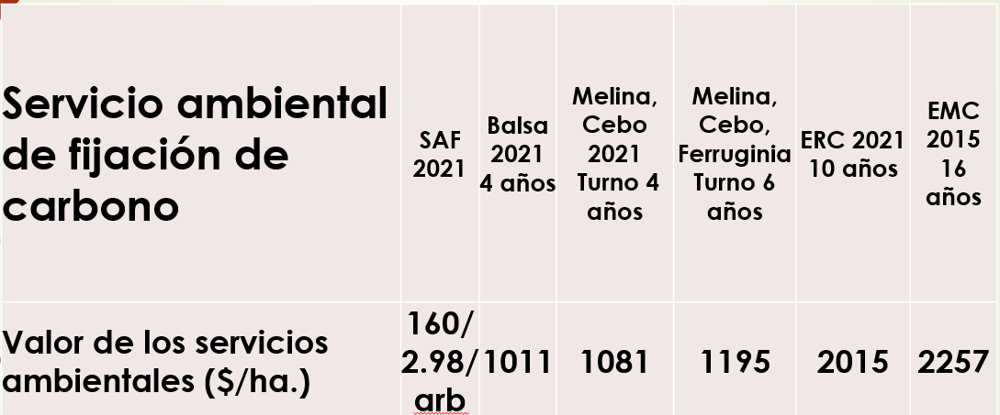 Servicio ambiental
de fijación de
carbono
SAF
2021
Balsa
2021
4 años
Melina,
Cebo
2021
Turno 4
años
Melina,
Cebo,
Ferruginia
Turno 6
años
ERC 2021
10 años
EMC
2015
16
años
Valor de los servicios
ambientales ($/ha.)
160/
2.98/
arb
1011
1081
1195
2015
2257